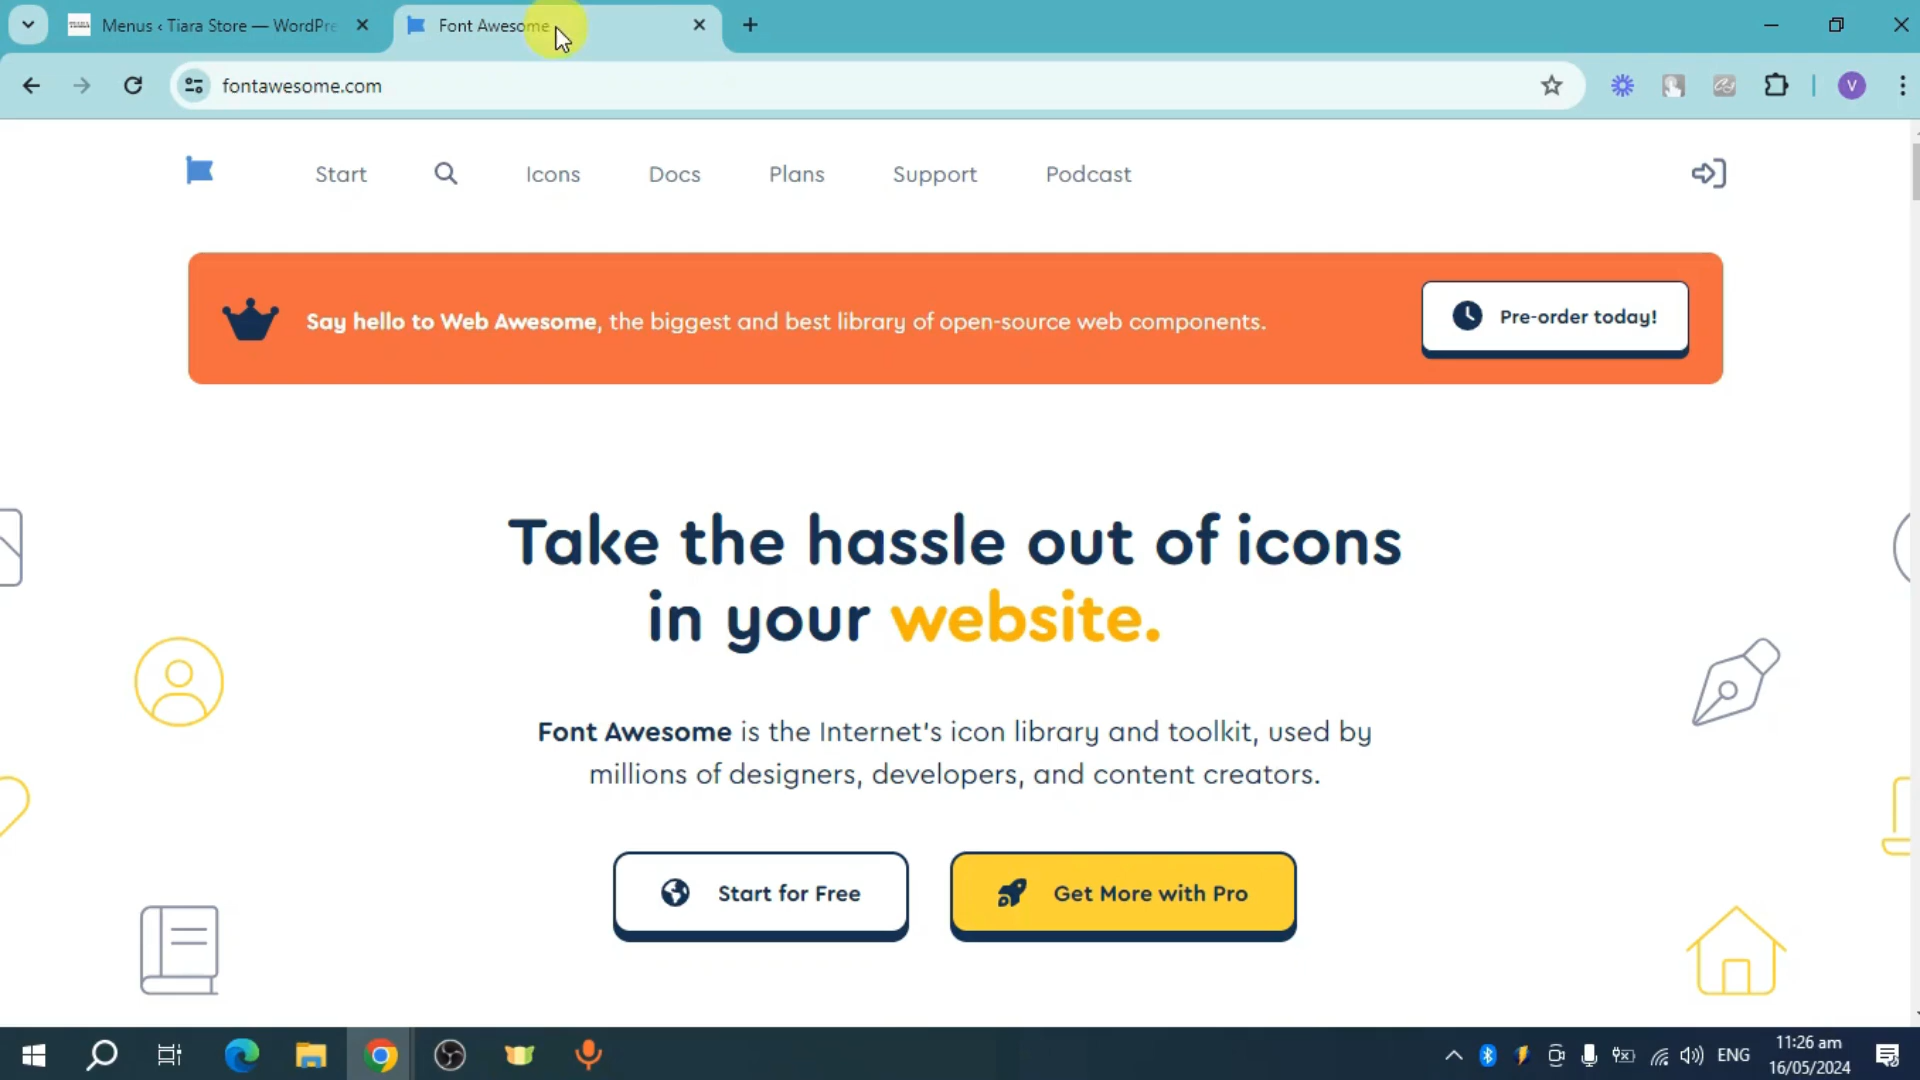 Menus ‹ Tiara Store — WordPre
Font Awesome
fontawesome.com
Start
Icons
Docs
Plans
Support
Podcast
Say hello to Web Awesome, the biggest and best library of open-source web components.
Pre-order today!
Take the hassle out of icons
in your website.
Font Awesome is the Internet's icon library and toolkit, used by
millions of designers, developers, and content creators.
Start for Free
Get More with Pro
V
ENG
11:26 am
16/05/2024